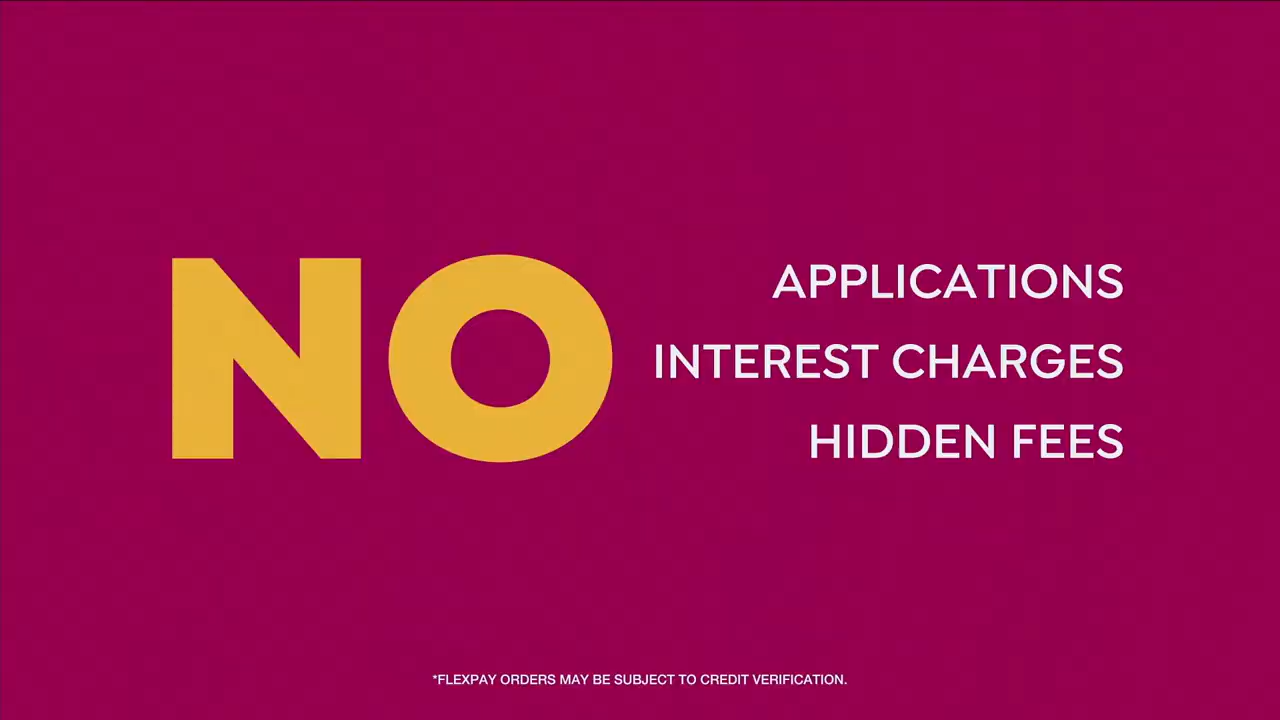 NO
APPLICATIONS
INTEREST CHARGES
HIDDEN FEES
*FLEXPAY ORDERS MAY BE SUBJECT TO CREDIT VERIFICATION.